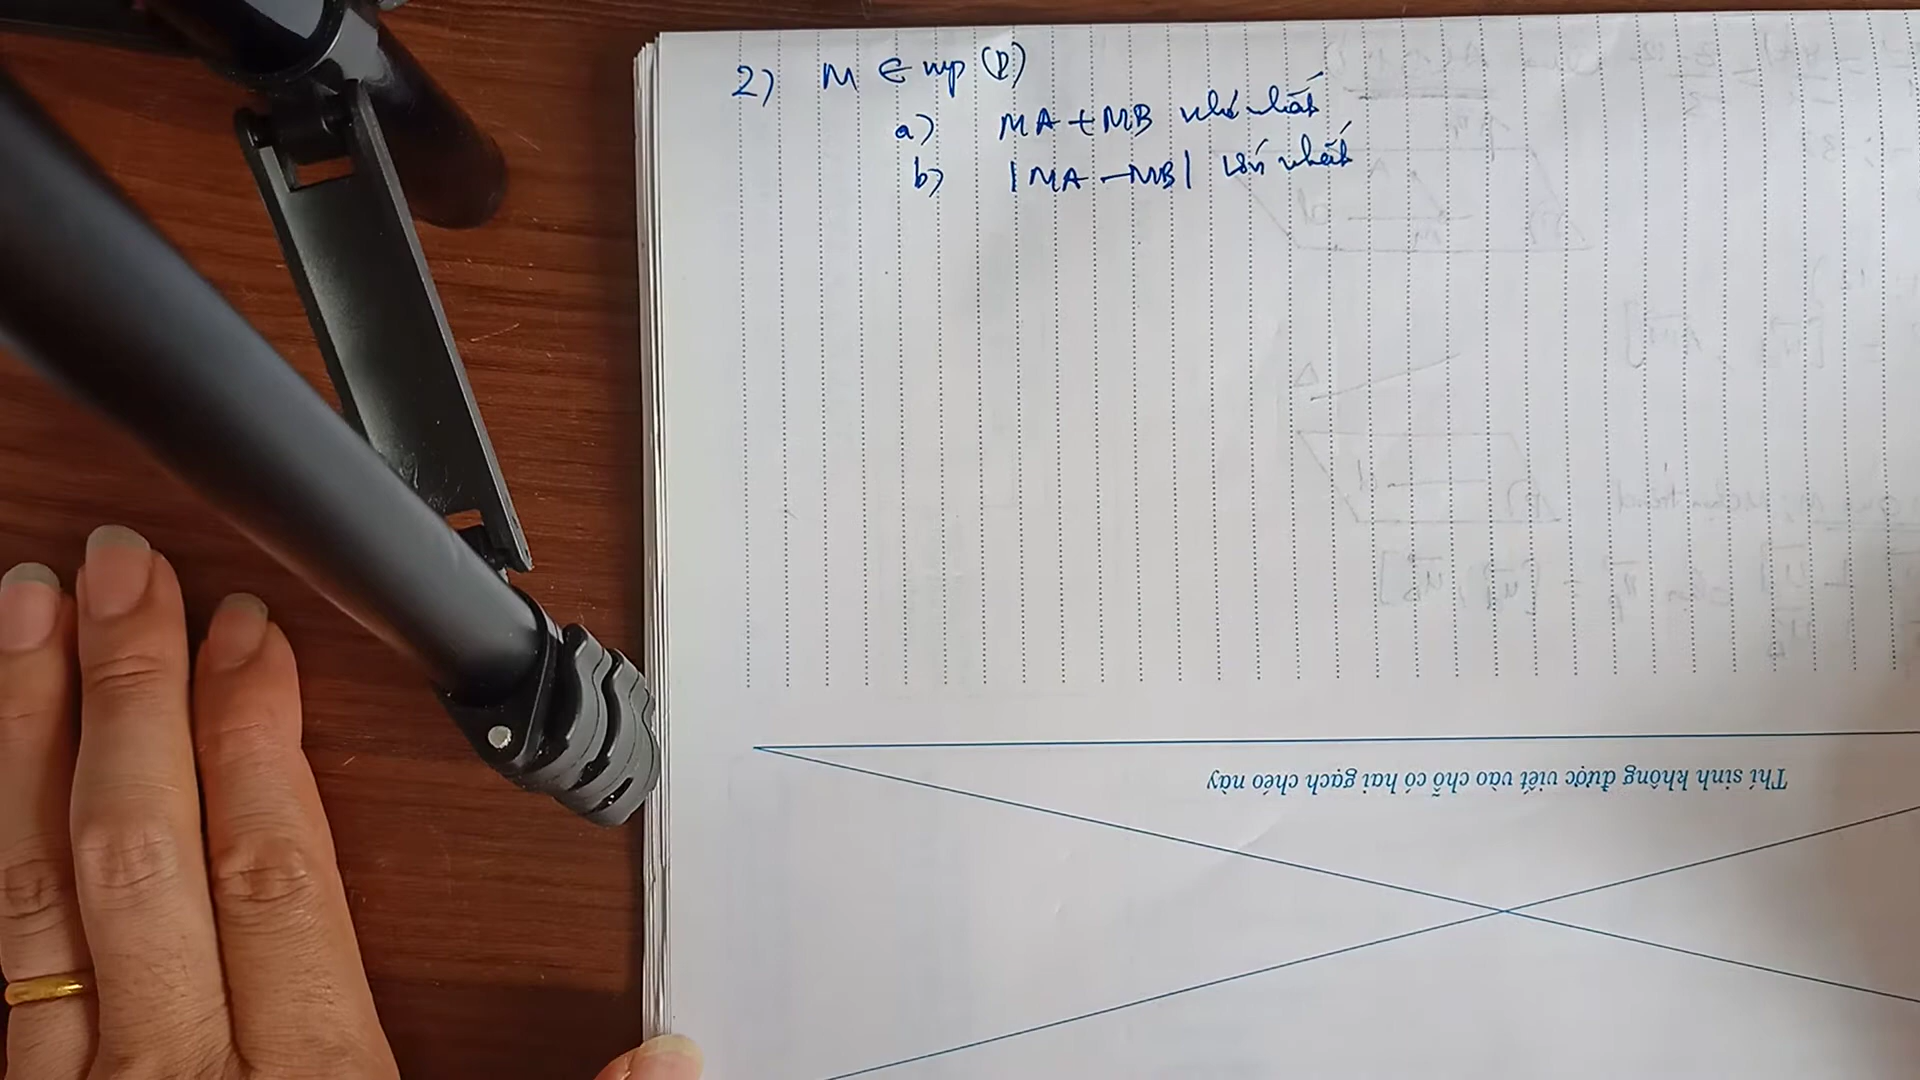 2) M ∈ mp (P)
a) MA + MB nhỏ nhất
b) |MA - MB| lớn nhất
Thí sinh không được viết vào chỗ có hai gạch chéo này